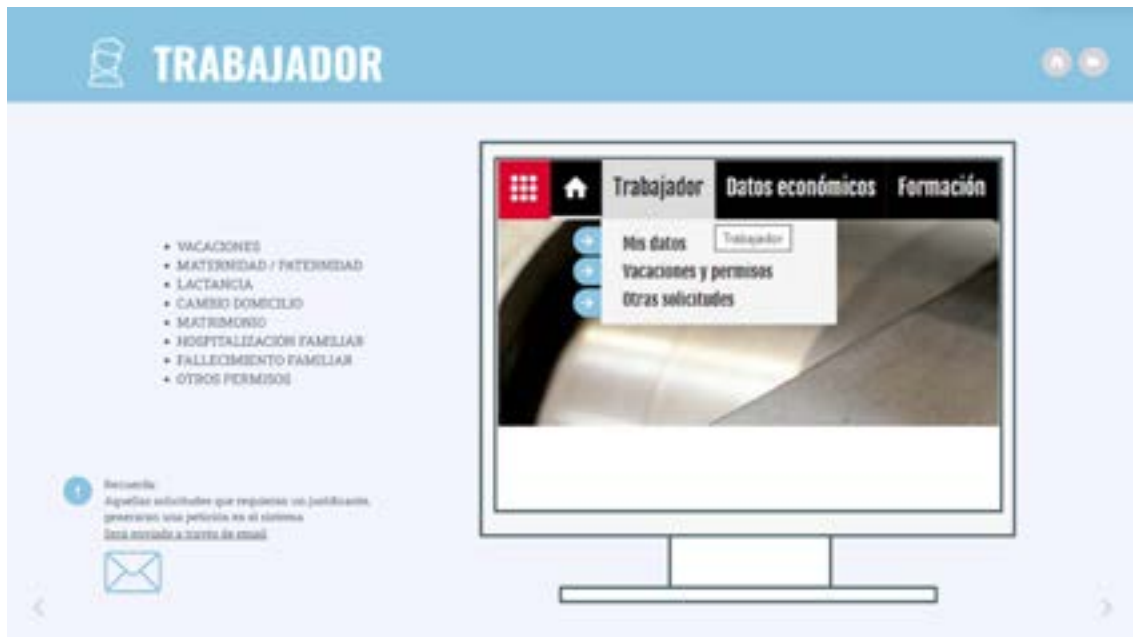 TRABAJADOR
• VACACIONES
• MATERNIDAD / PATERNIDAD
• LACTANCIA
• CAMBIO DOMICILIO
• MATRIMONIO
• HOSPITALIZACIÓN FAMILIAR
• FALLECIMIENTO FAMILIAR
• OTROS PERMISOS
Recuerda:
Aquellas solicitudes que requieran un justificante,
generaran una petición en el sistema
Será enviado a través de email
Trabajador Datos económicos Formación
Mis datos
Trabajador
Vacaciones y permisos
Otras solicitudes